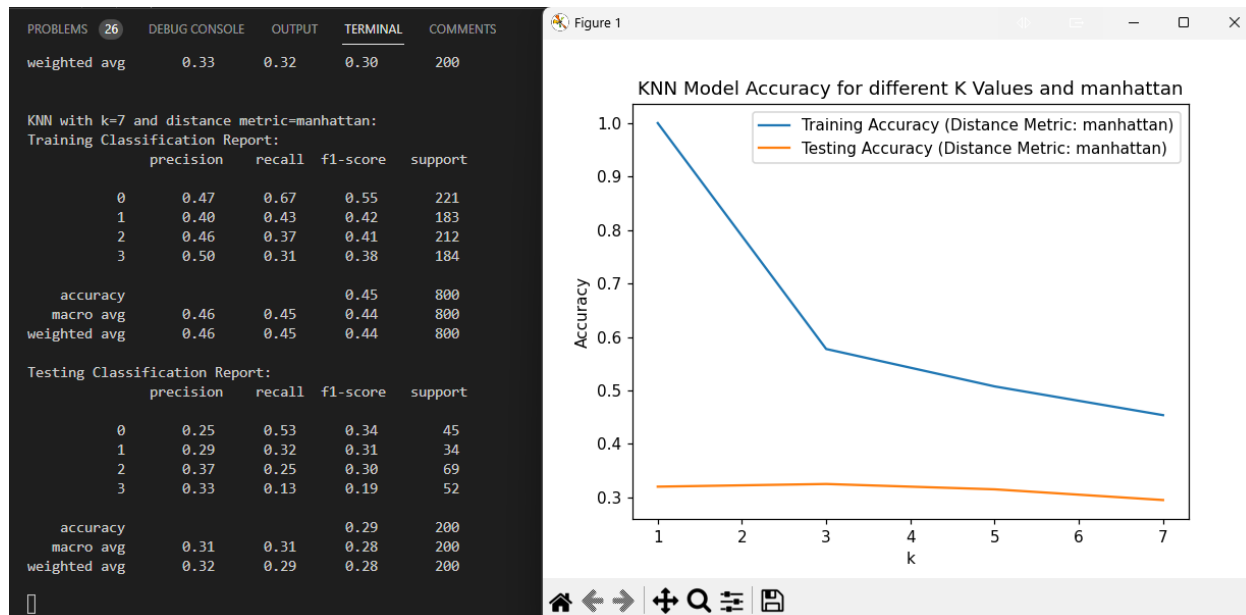 PROBLEMS 26 DEBUG CONSOLE OUTPUT TERMINAL COMMENTS
weighted avg 0.33 0.32 0.30 200
KNN with k=7 and distance metric=manhattan:
Training Classification Report:
precision recall f1-score support
0 0.47 0.67 0.55 221
1 0.40 0.43 0.42 183
2 0.46 0.37 0.41 212
3 0.50 0.31 0.38 184
accuracy 0.45 800
macro avg 0.46 0.45 0.44 800
weighted avg 0.46 0.45 0.44 800
Testing Classification Report:
precision recall f1-score support
0 0.25 0.53 0.34 45
1 0.29 0.32 0.31 34
2 0.37 0.25 0.30 69
3 0.33 0.13 0.19 52
accuracy 0.29 200
macro avg 0.31 0.31 0.28 200
weighted avg 0.32 0.29 0.28 200
Figure 1
KNN Model Accuracy for different K Values and manhattan
Training Accuracy (Distance Metric: manhattan)
Testing Accuracy (Distance Metric: manhattan)
Accuracy
1.0
0.9
0.8
0.7
0.6
0.5
0.4
0.3
1 2 3 4 5 6 7
k